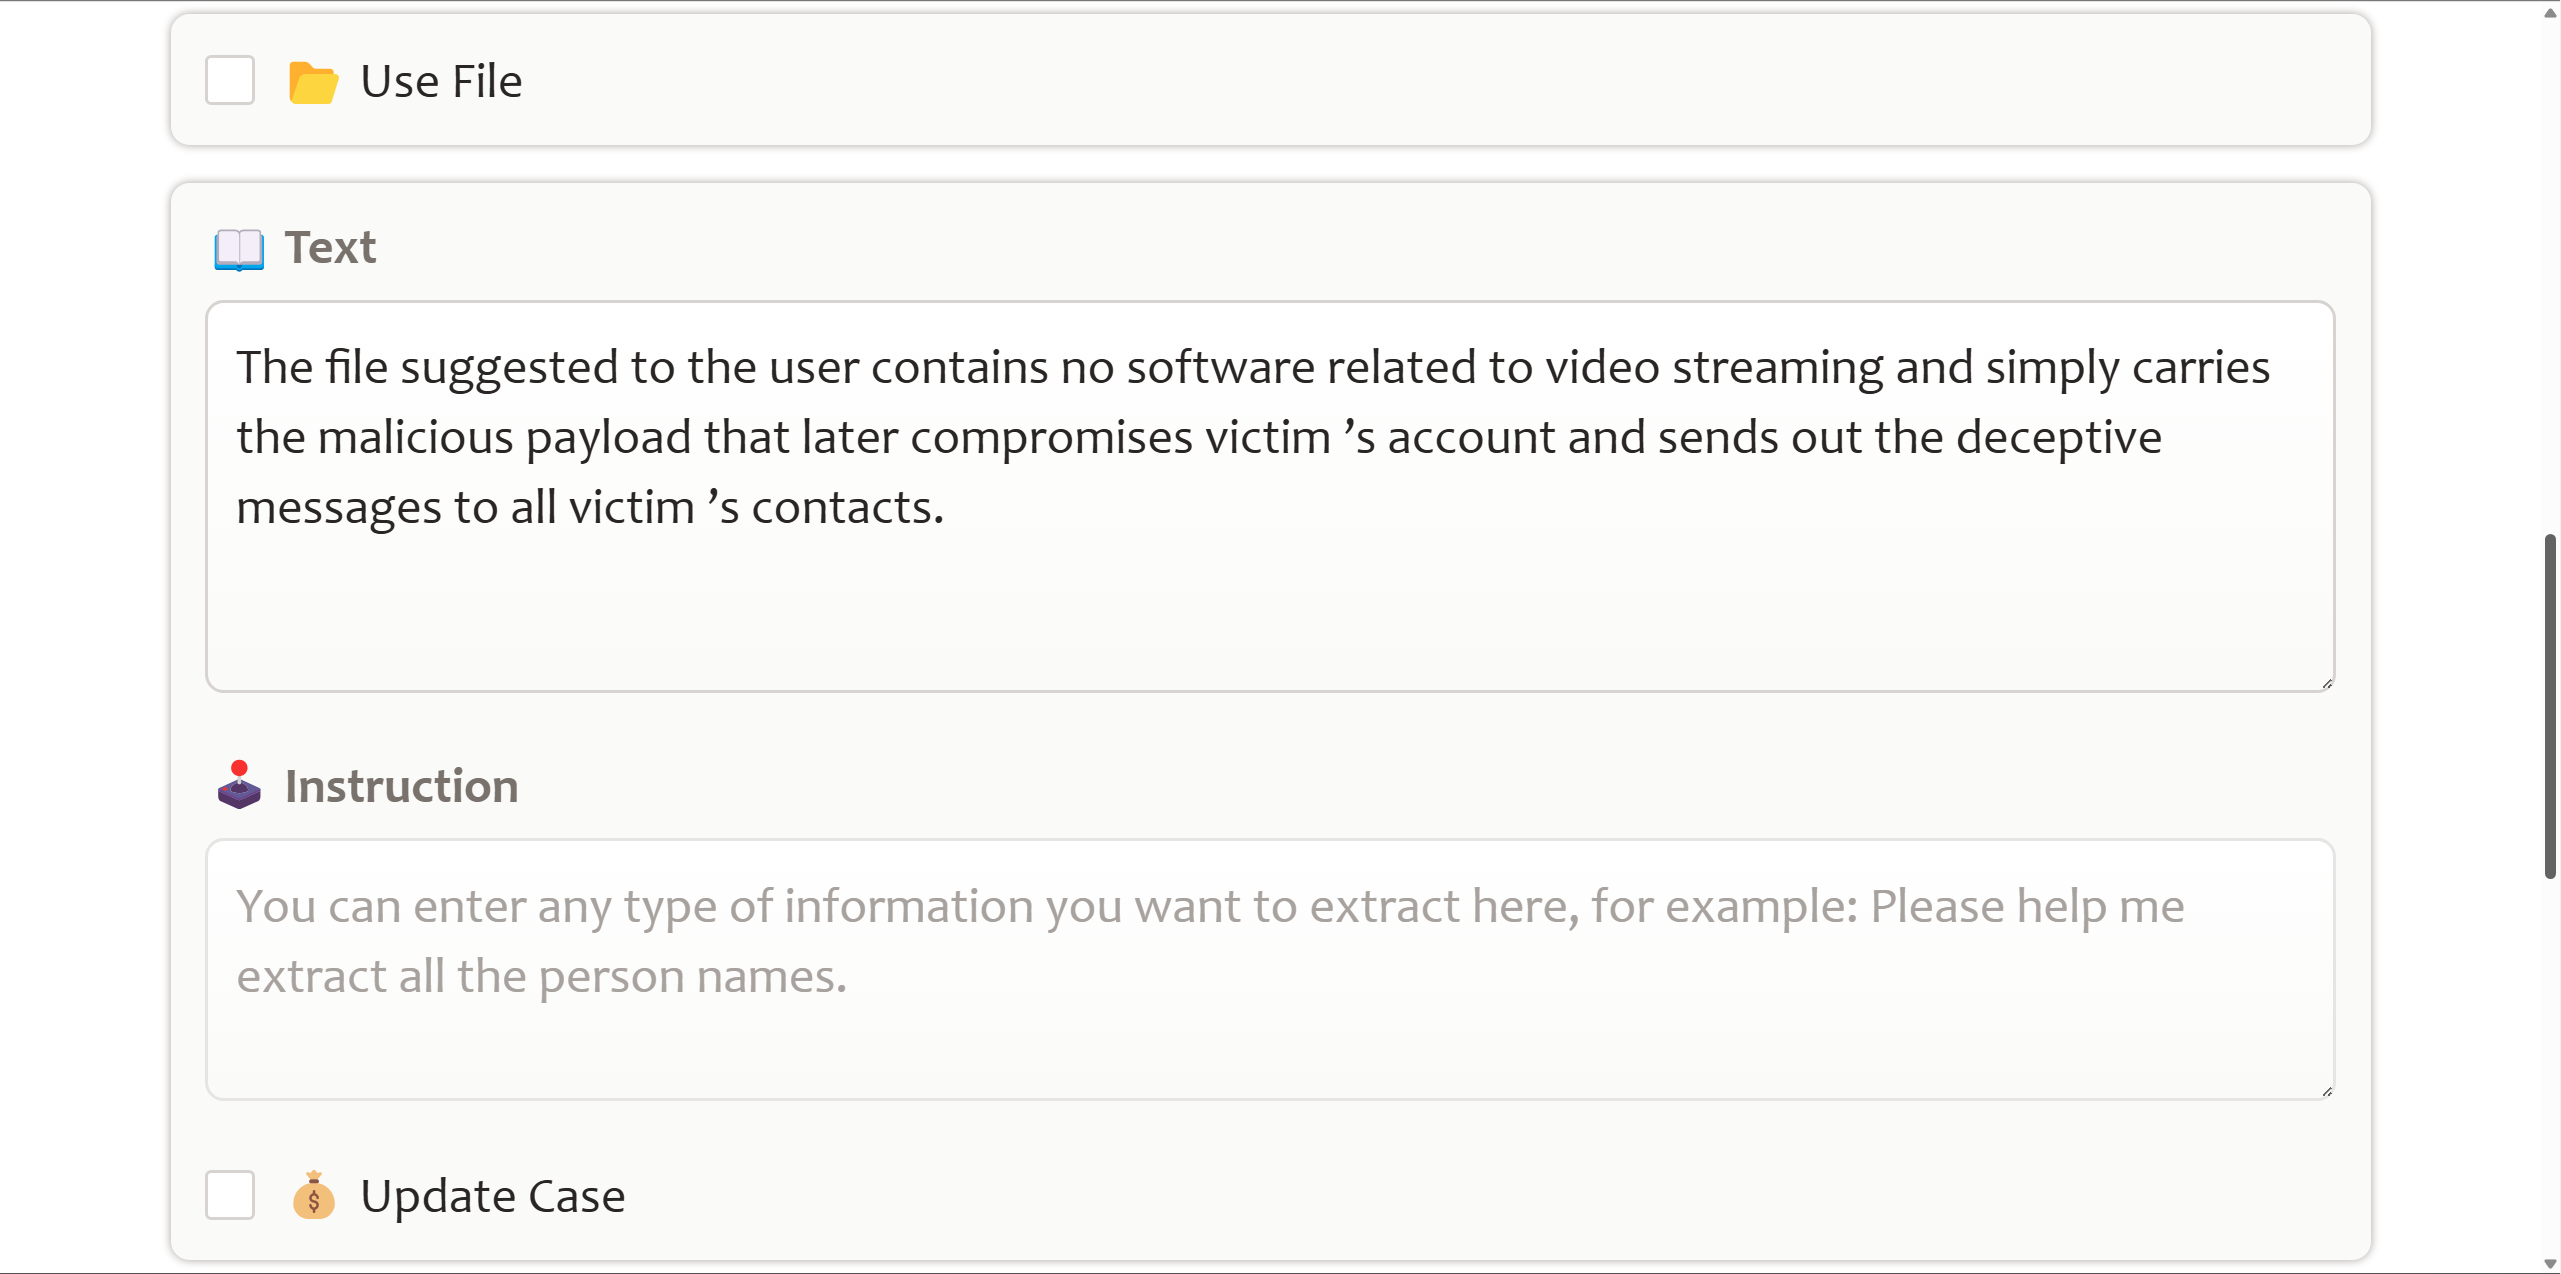 Use File
Text
The file suggested to the user contains no software related to video streaming and simply carries
the malicious payload that later compromises victim ’s account and sends out the deceptive
messages to all victim ’s contacts.
Instruction
You can enter any type of information you want to extract here, for example: Please help me
extract all the person names.
Update Case